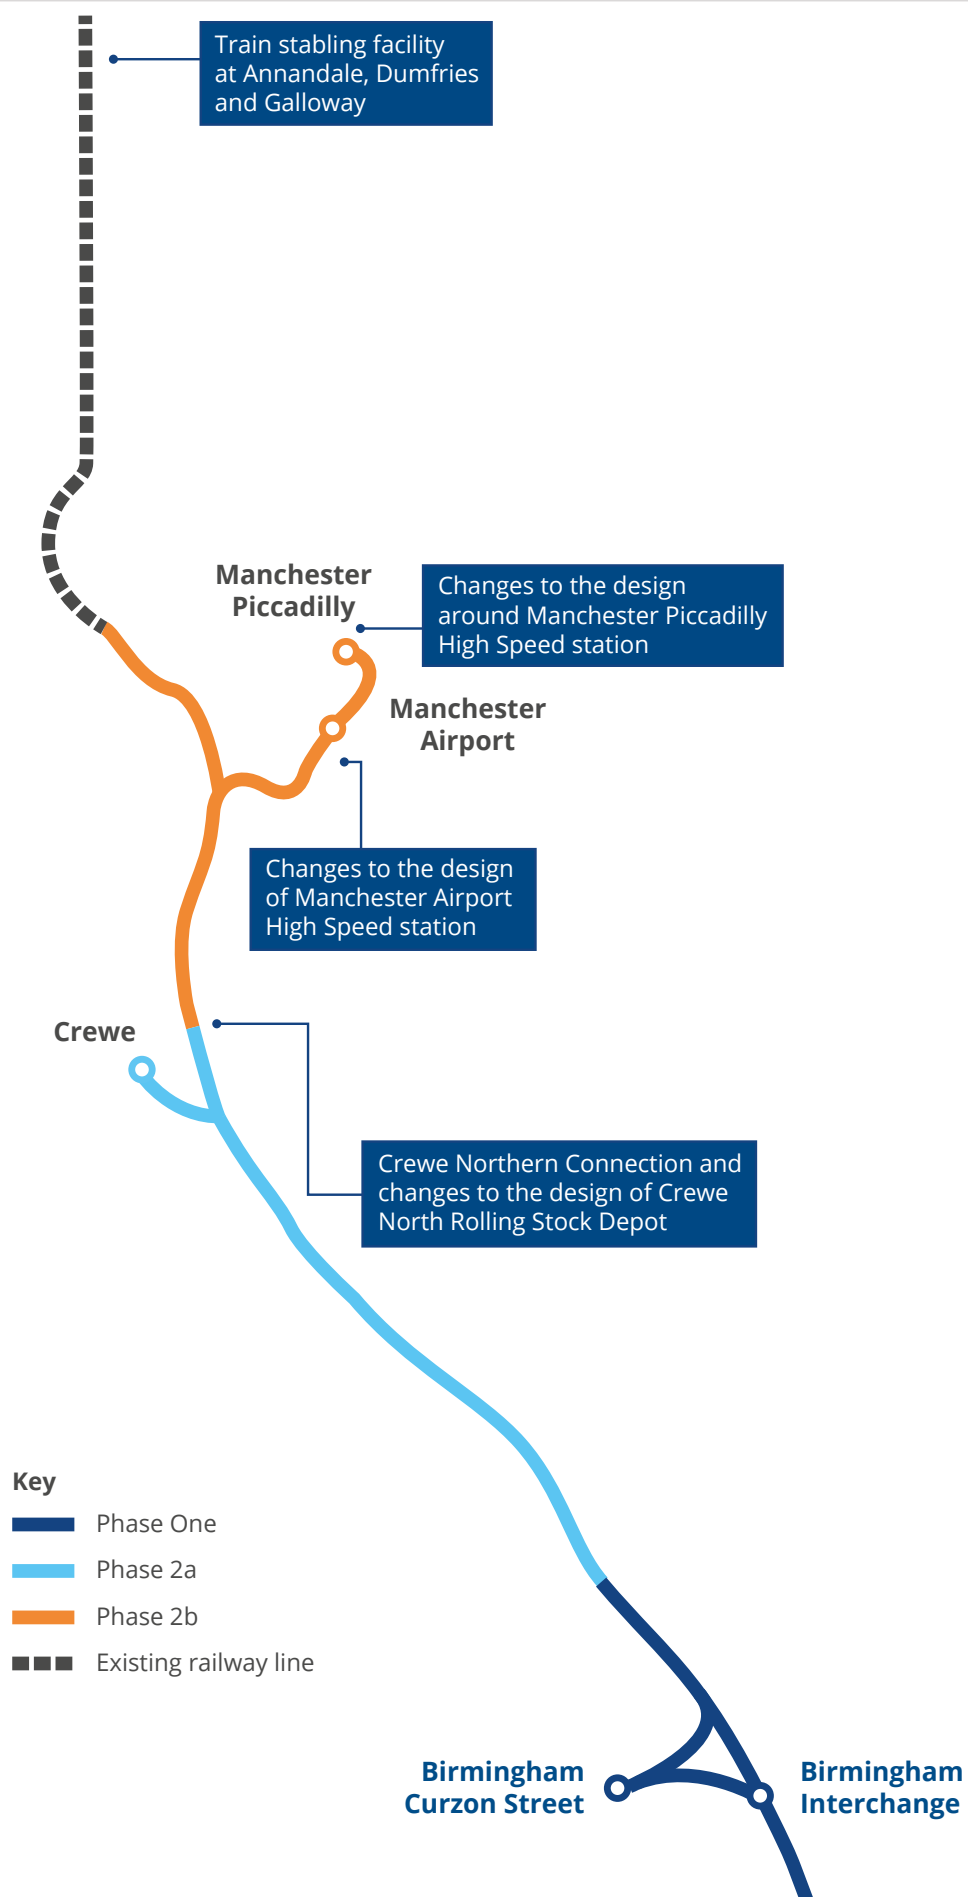 Train stabling facility
at Annandale, Dumfries
and Galloway
Manchester
Piccadilly
Changes to the design
around Manchester Piccadilly
High Speed station
Manchester
Airport
Changes to the design
of Manchester Airport
High Speed station
Crewe
Crewe Northern Connection and
changes to the design of Crewe
North Rolling Stock Depot
Key
Phase One
Phase 2a
Phase 2b
Existing railway line
Birmingham
Curzon Street
Birmingham
Interchange